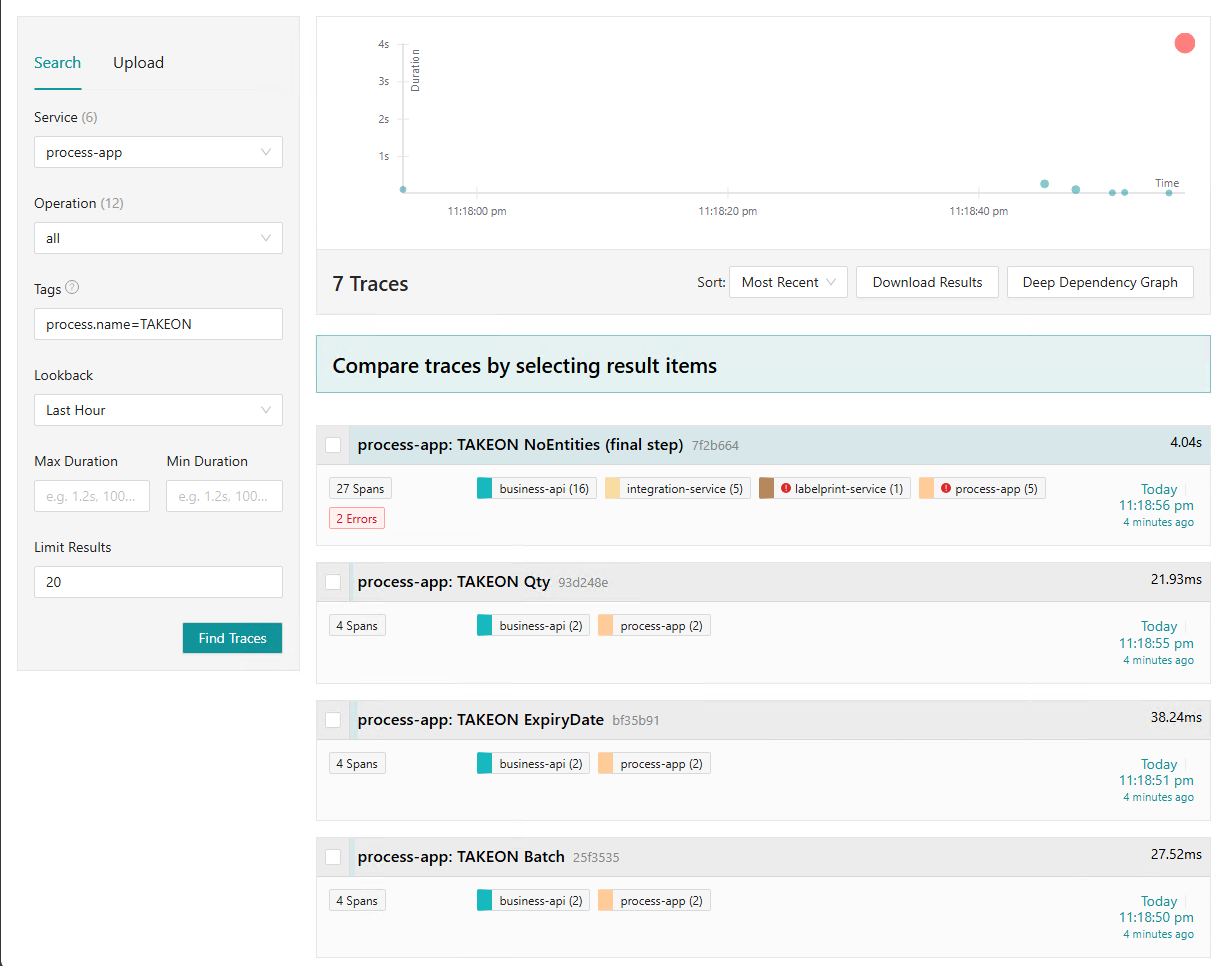 Search Upload
Service (6)
process-app
Operation (12)
all
Tags ?
process.name=TAKEON
Lookback
Last Hour
Max Duration Min Duration
e.g. 1.2s, 100... e.g. 1.2s, 100...
Limit Results
20
Find Traces
4s
3s
2s
1s
Duration
Time
11:18:00 pm 11:18:20 pm 11:18:40 pm
7 Traces
Sort: Most Recent Download Results Deep Dependency Graph
Compare traces by selecting result items
process-app: TAKEON NoEntities (final step) 7f2b664 4.04s
27 Spans business-api (16) integration-service (5) labelprint-service (1) process-app (5) Today
2 Errors 11:18:56 pm
4 minutes ago
process-app: TAKEON Qty 93d248e 21.93ms
4 Spans business-api (2) process-app (2) Today
11:18:55 pm
4 minutes ago
process-app: TAKEON ExpiryDate bf35b91 38.24ms
4 Spans business-api (2) process-app (2) Today
11:18:51 pm
4 minutes ago
process-app: TAKEON Batch 25f3535 27.52ms
4 Spans business-api (2) process-app (2) Today
11:18:50 pm
4 minutes ago